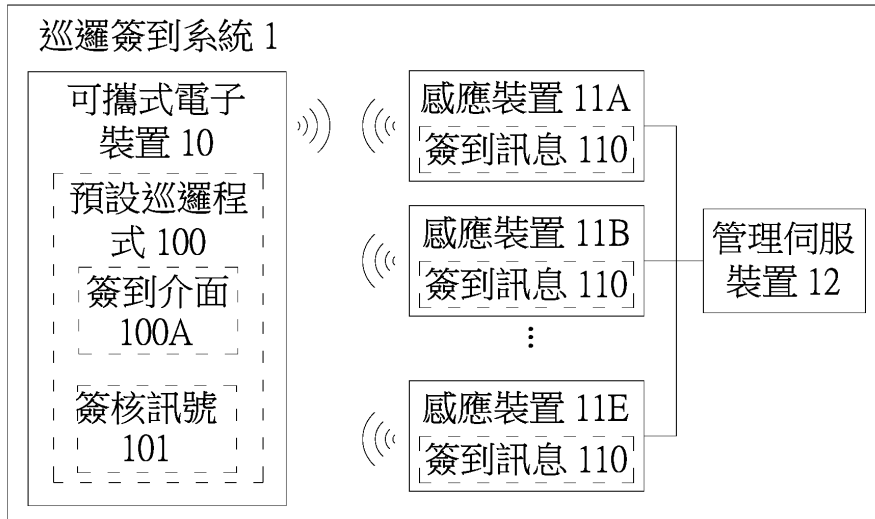 巡邏簽到系統 1
可攜式電子
裝置 10
預設巡邏程
式 100
簽到介面
100A
簽核訊號
101
感應裝置 11A
簽到訊息 110
感應裝置 11B
簽到訊息 110
⋮
感應裝置 11E
簽到訊息 110
管理伺服
裝置 12